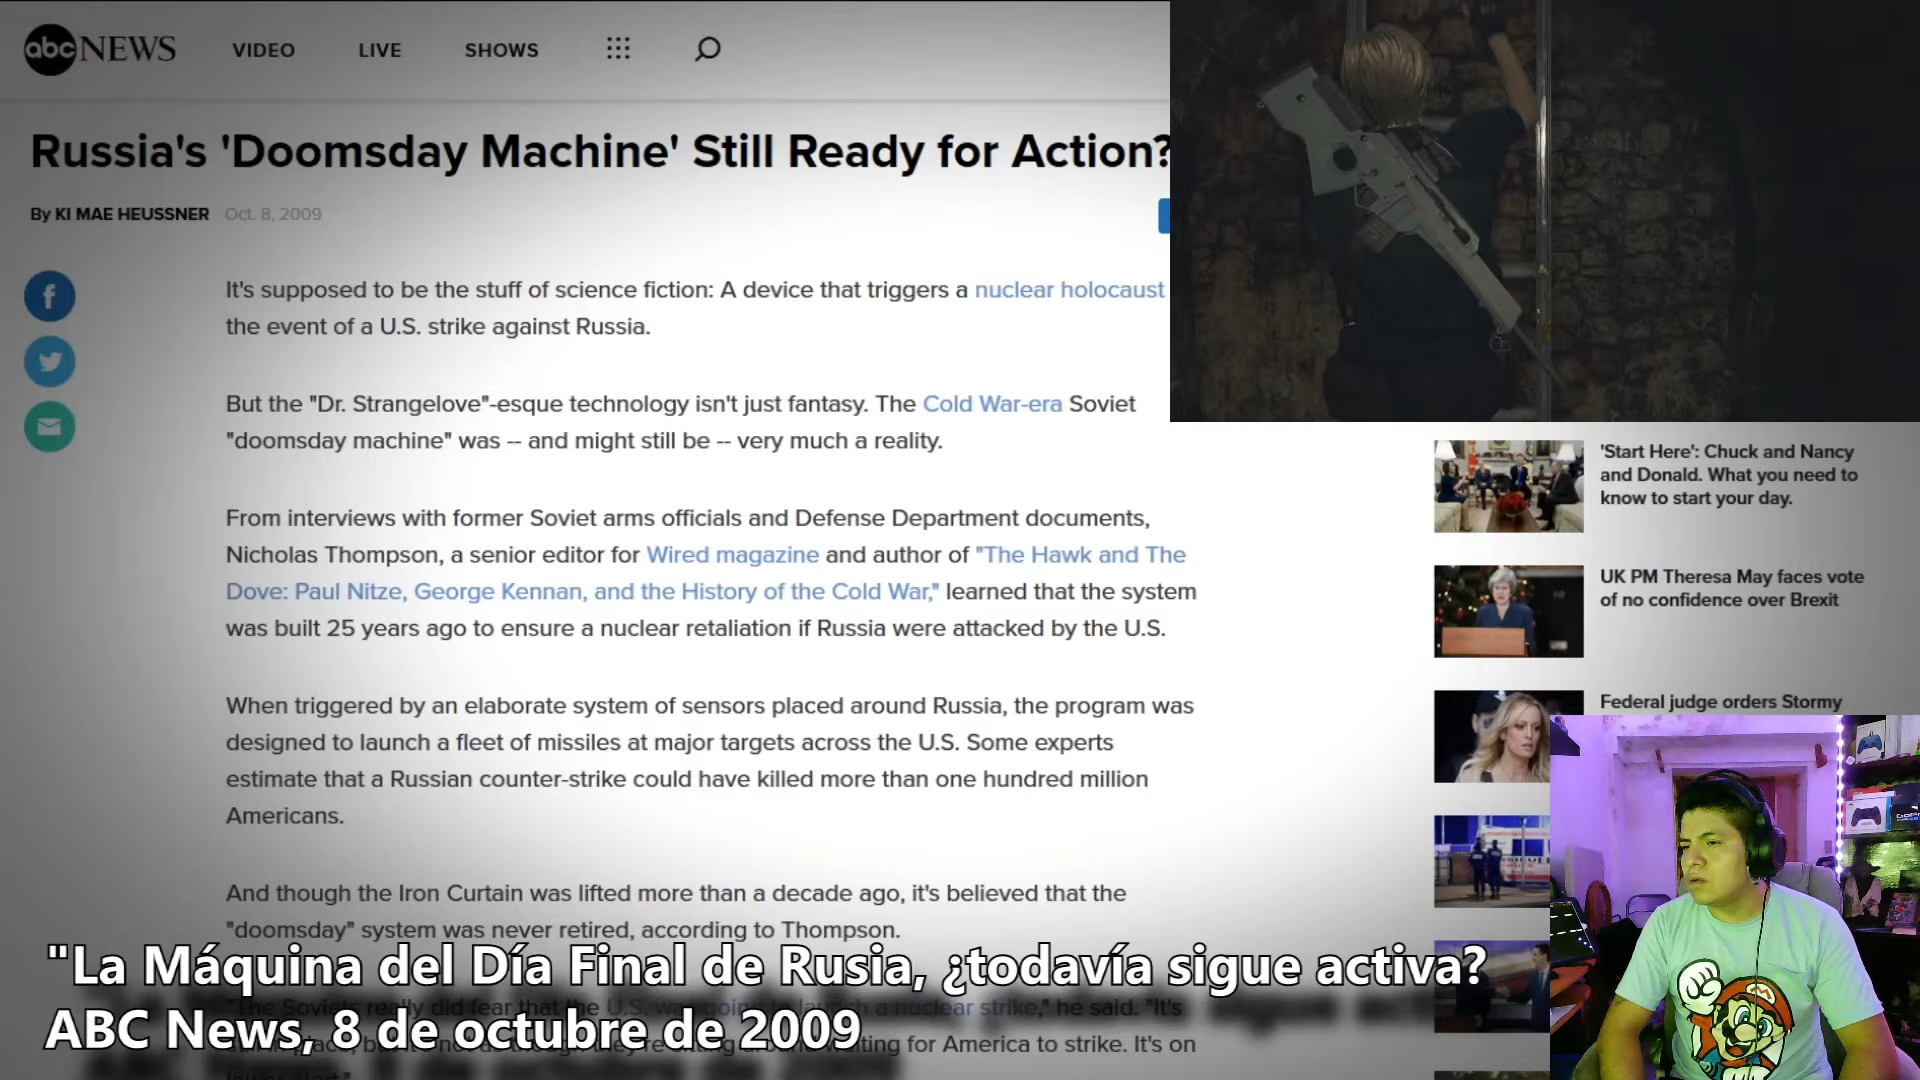 abc NEWS VIDEO LIVE SHOWS
Russia's 'Doomsday Machine' Still Ready for Action?
By KI MAE HEUSSNER Oct. 8, 2009
It's supposed to be the stuff of science fiction: A device that triggers a nuclear holocaust
the event of a U.S. strike against Russia.
But the "Dr. Strangelove"-esque technology isn't just fantasy. The Cold War-era Soviet
"doomsday machine" was -- and might still be -- very much a reality.
From interviews with former Soviet arms officials and Defense Department documents,
Nicholas Thompson, a senior editor for Wired magazine and author of "The Hawk and The
Dove: Paul Nitze, George Kennan, and the History of the Cold War," learned that the system
was built 25 years ago to ensure a nuclear retaliation if Russia were attacked by the U.S.
When triggered by an elaborate system of sensors placed around Russia, the program was
designed to launch a fleet of missiles at major targets across the U.S. Some experts
estimate that a Russian counter-strike could have killed more than one hundred million
Americans.
And though the Iron Curtain was lifted more than a decade ago, it's believed that the
"doomsday" system was never retired, according to Thompson.
"The Soviets really did fear that the U.S. was going to launch a nuclear strike," he said. "It's
waiting for America to strike. It's on
'Start Here': Chuck and Nancy
and Donald. What you need to
know to start your day.
UK PM Theresa May faces vote
of no confidence over Brexit
Federal judge orders Stormy
"La Máquina del Día Final de Rusia, ¿todavía sigue activa?
ABC News, 8 de octubre de 2009